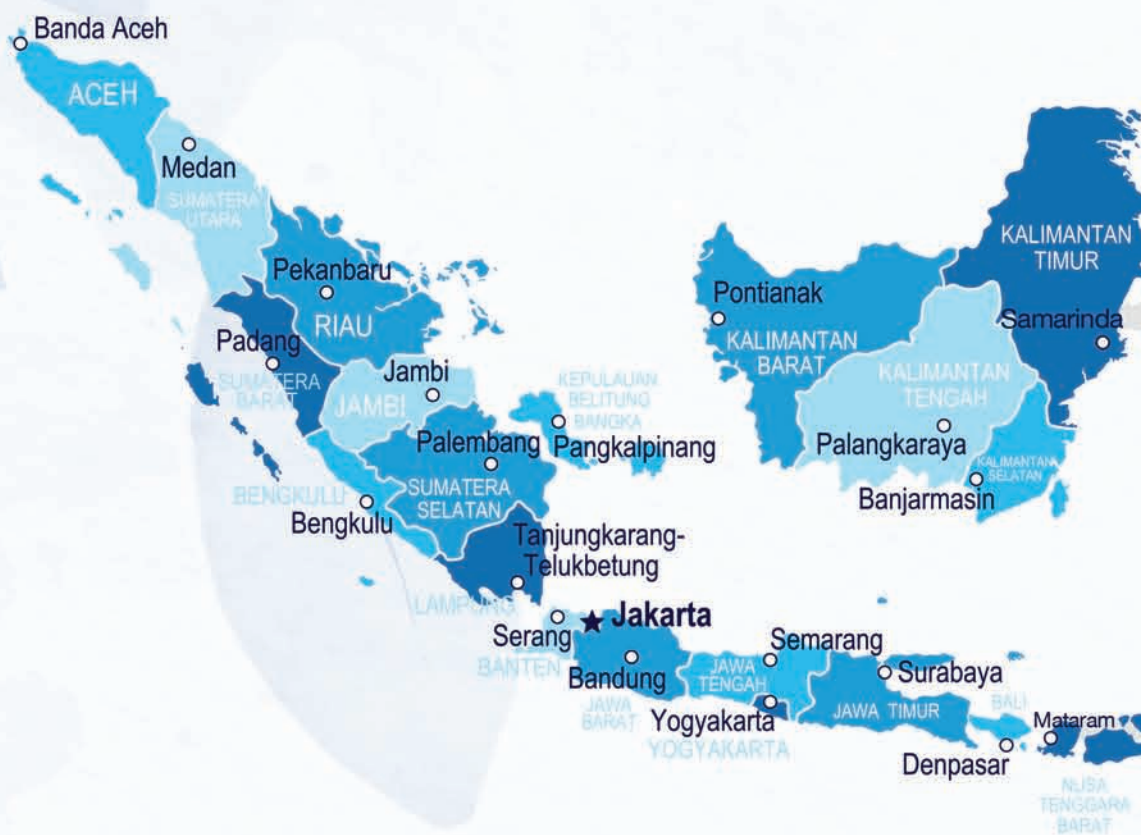 Banda Aceh
ACEH
Medan
SUMATERA
UTARA
Pekanbaru
RIAU
Padang
SUMATERA
BARAT
Jambi
JAMBI
KEPULAUAN
BELITUNG
BANGKA
Pangkalpinang
Palembang
SUMATERA
SELATAN
BENGKULU
Bengkulu
Tanjungkarang-
Telukbetung
LAMPUNG
Serang
BANTEN
Jakarta
Bandung
JAWA
BARAT
JAWA
TENGAH
Semarang
Yogyakarta
YOGYAKARTA
Surabaya
JAWA TIMUR
BALI
Denpasar
Mataram
NUSA
TENGGARA
BARAT
Pontianak
KALIMANTAN
BARAT
KALIMANTAN
TIMUR
Samarinda
KALIMANTAN
TENGAH
Palangkaraya
KALIMANTAN
SELATAN
Banjarmasin